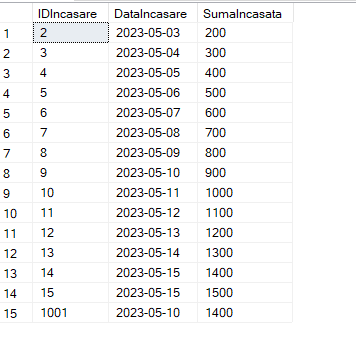 IDIncasare DataIncasare SumaIncasata
1 2 2023-05-03 200
2 3 2023-05-04 300
3 4 2023-05-05 400
4 5 2023-05-06 500
5 6 2023-05-07 600
6 7 2023-05-08 700
7 8 2023-05-09 800
8 9 2023-05-10 900
9 10 2023-05-11 1000
10 11 2023-05-12 1100
11 12 2023-05-13 1200
12 13 2023-05-14 1300
13 14 2023-05-15 1400
14 15 2023-05-15 1500
15 1001 2023-05-10 1400